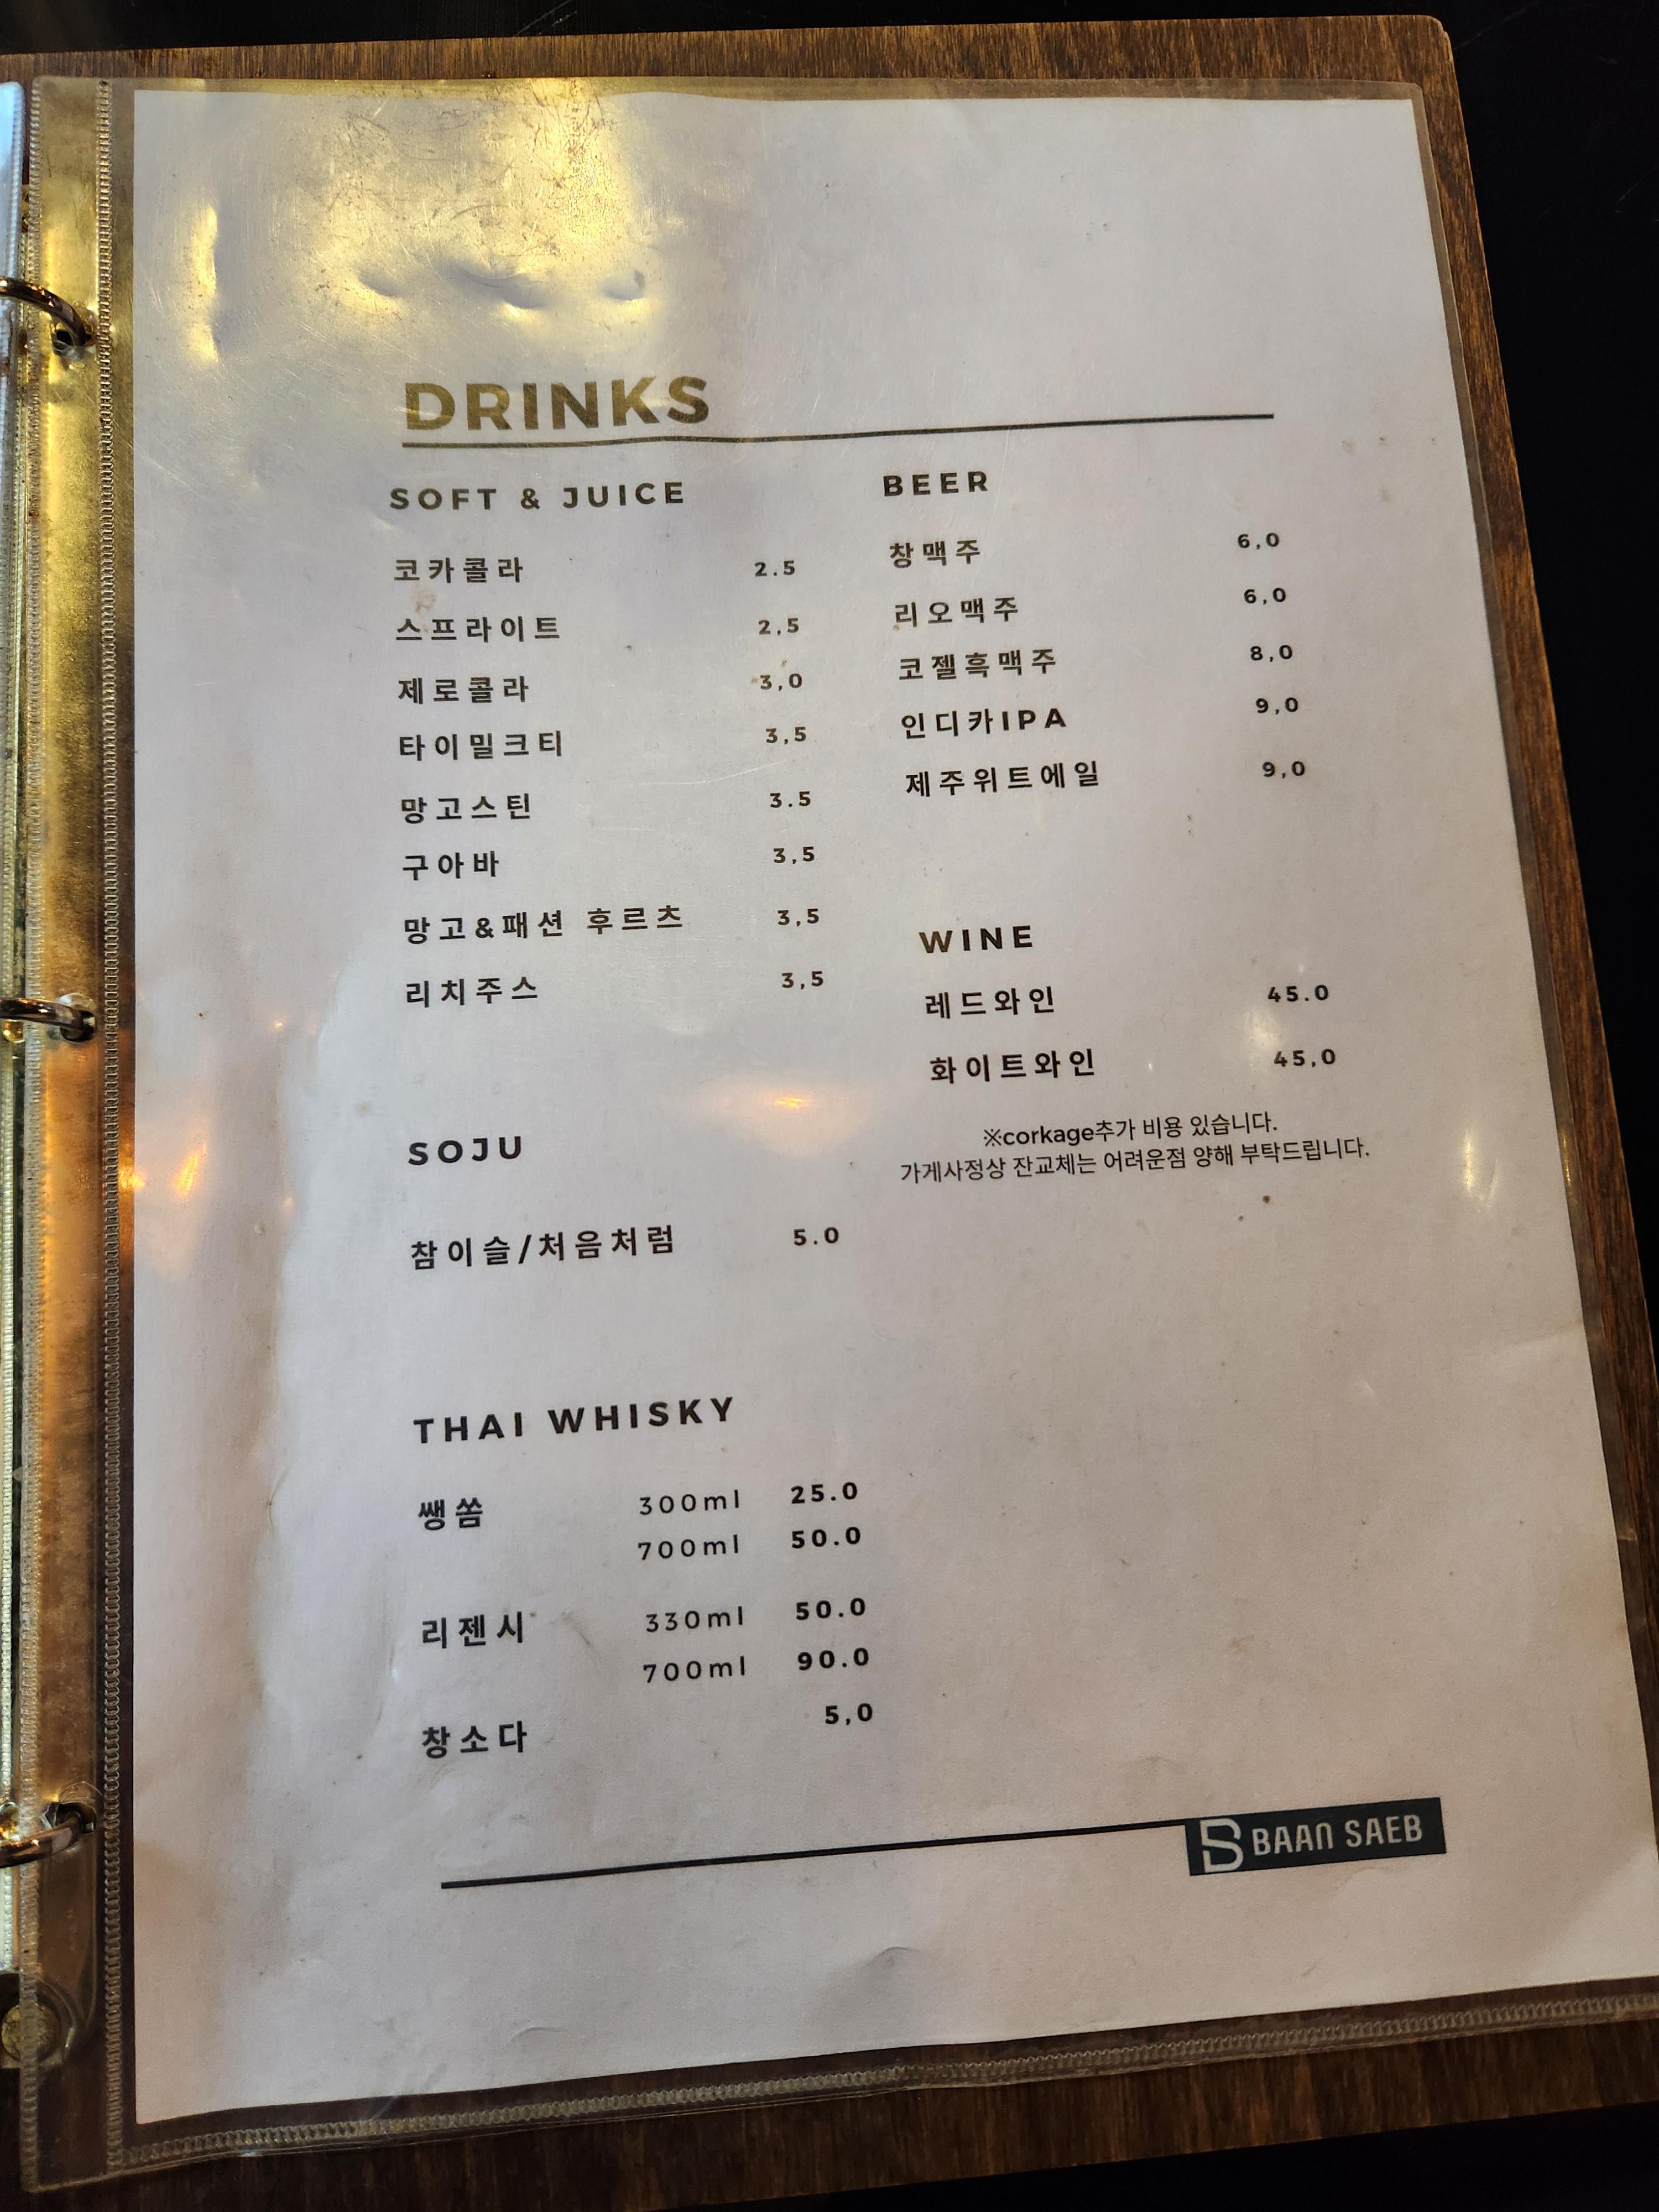 DRINKS
SOFT & JUICE
코카콜라 2.5
스프라이트 2,5
제로콜라 3,0
타이밀크티 3,5
망고스틴 3.5
구아바 3,5
망고&패션 후르츠 3,5
리치주스 3,5
SOJU
참이슬/처음처럼 5.0
THAI WHISKY
쌩쏨 300ml 25.0
700ml 50.0
리젠시 330ml 50.0
700ml 90.0
창소다 5,0
BEER
창맥주 6,0
리오맥주 6,0
코젤흑맥주 8,0
인디카IPA 9,0
제주위트에일 9,0
WINE
레드와인 45.0
화이트와인 45,0
※corkage추가 비용 있습니다.
가게사정상 잔교체는 어려운점 양해 부탁드립니다.
BAAN SAEB